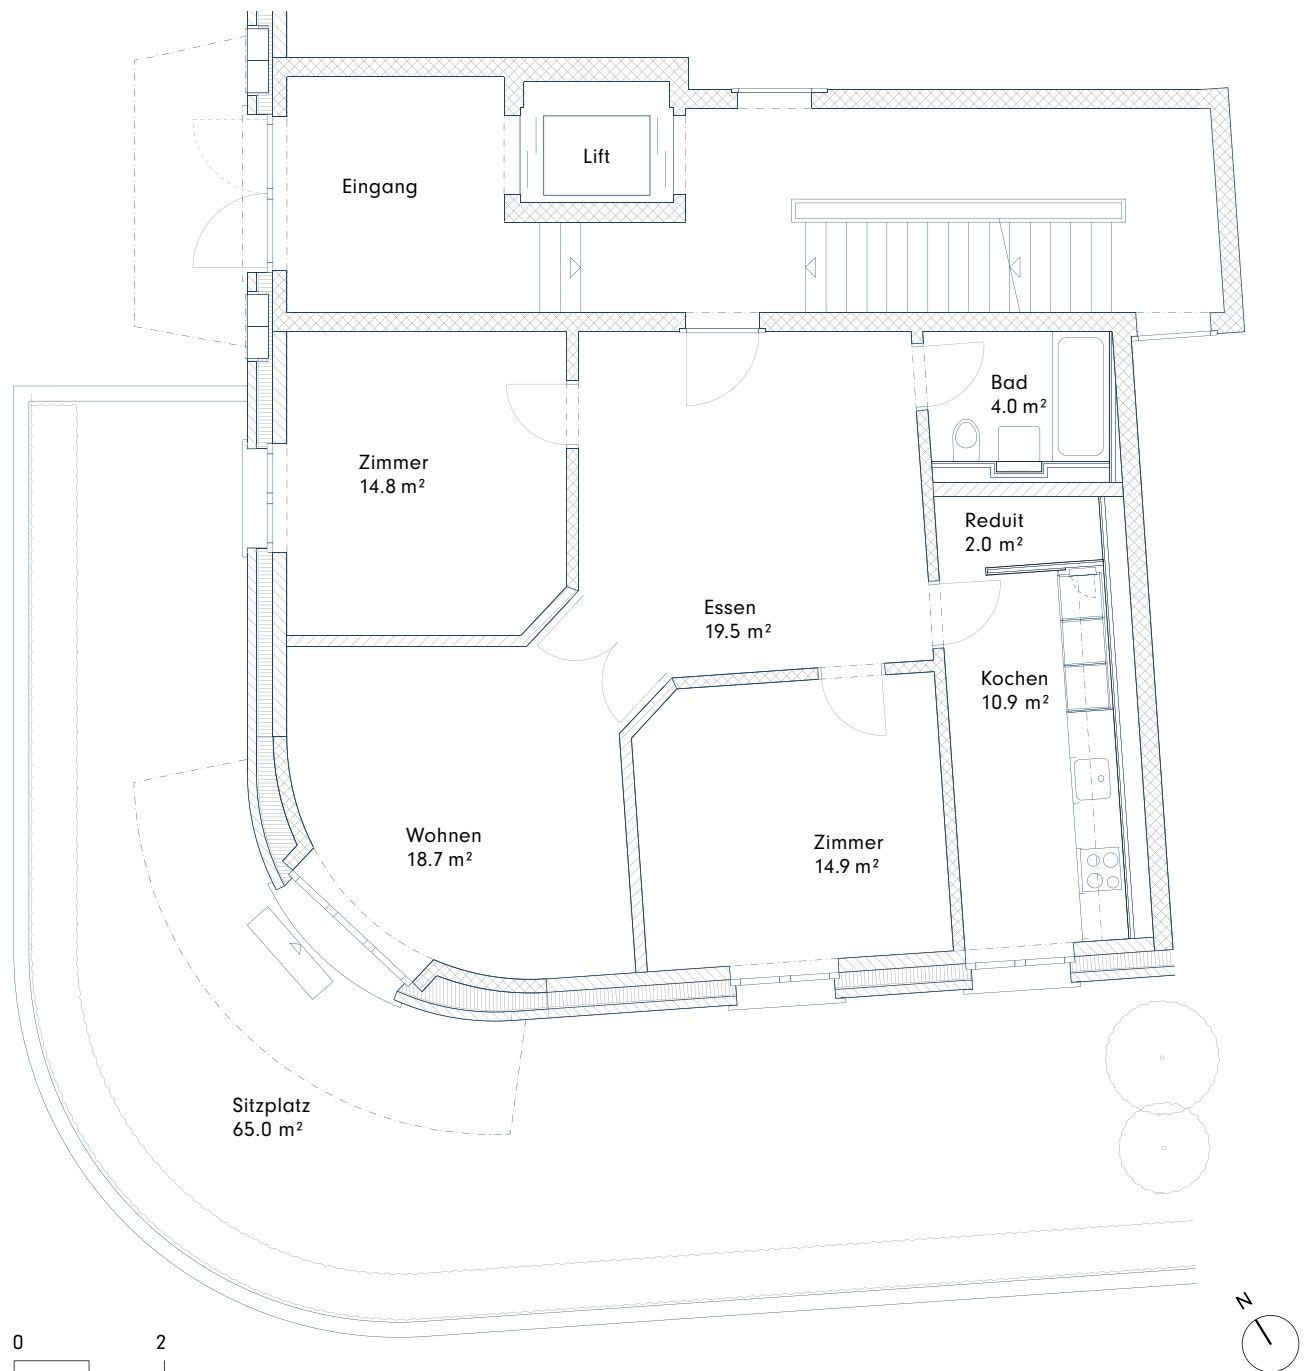 Lift
Eingang
Bad
4.0 m²
Zimmer
14.8 m²
Reduit
2.0 m²
Essen
19.5 m²
Kochen
10.9 m²
Wohnen
18.7 m²
Zimmer
14.9 m²
Sitzplatz
65.0 m²
N
0 2